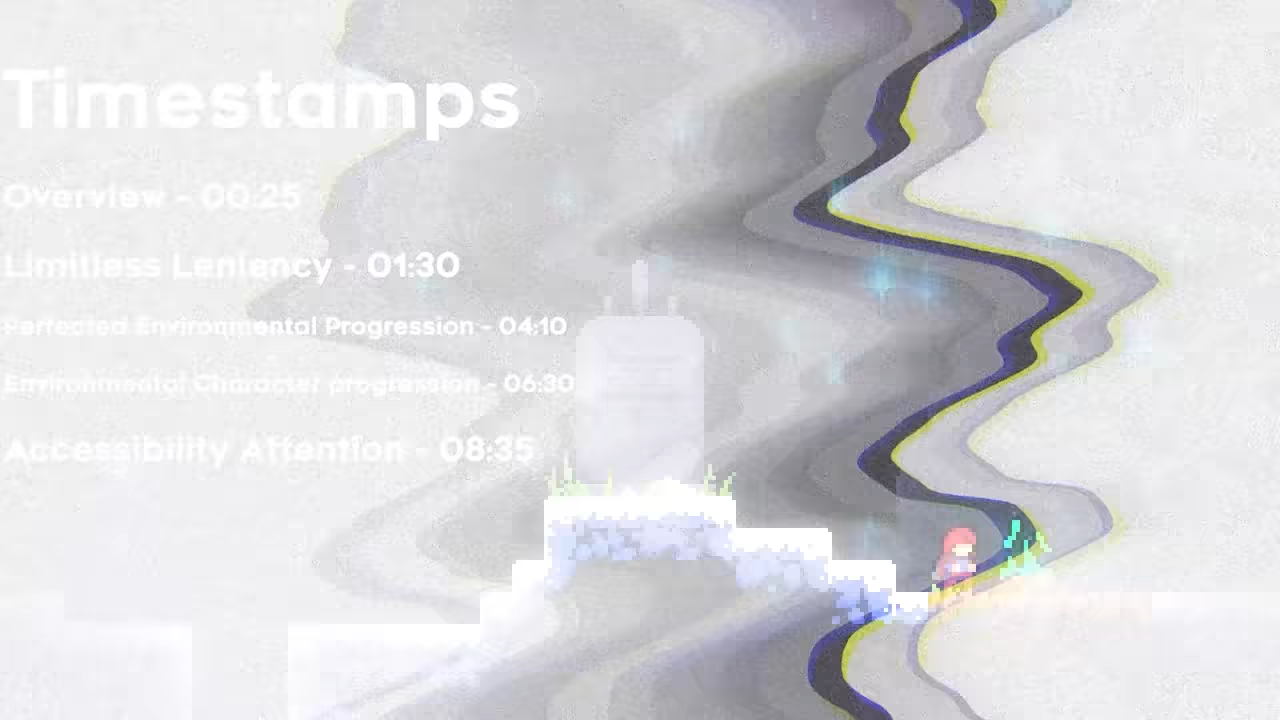 Timestamps
Overview - 00:25
Limitless Leniency - 01:30
Perfected Environmental Progression - 04:10
Environmental Character progression - 06:30
Accessibility Attention - 08:35